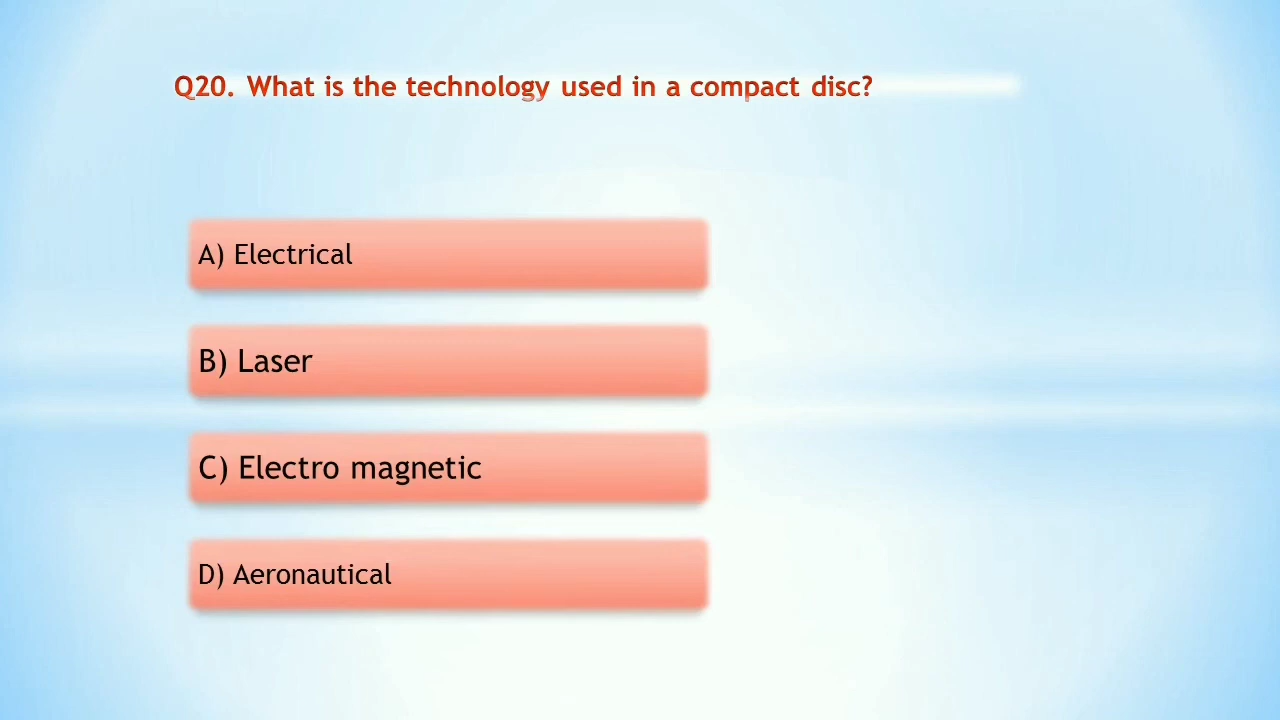 Q20. What is the technology used in a compact disc?
A) Electrical
B) Laser
C) Electro magnetic
D) Aeronautical